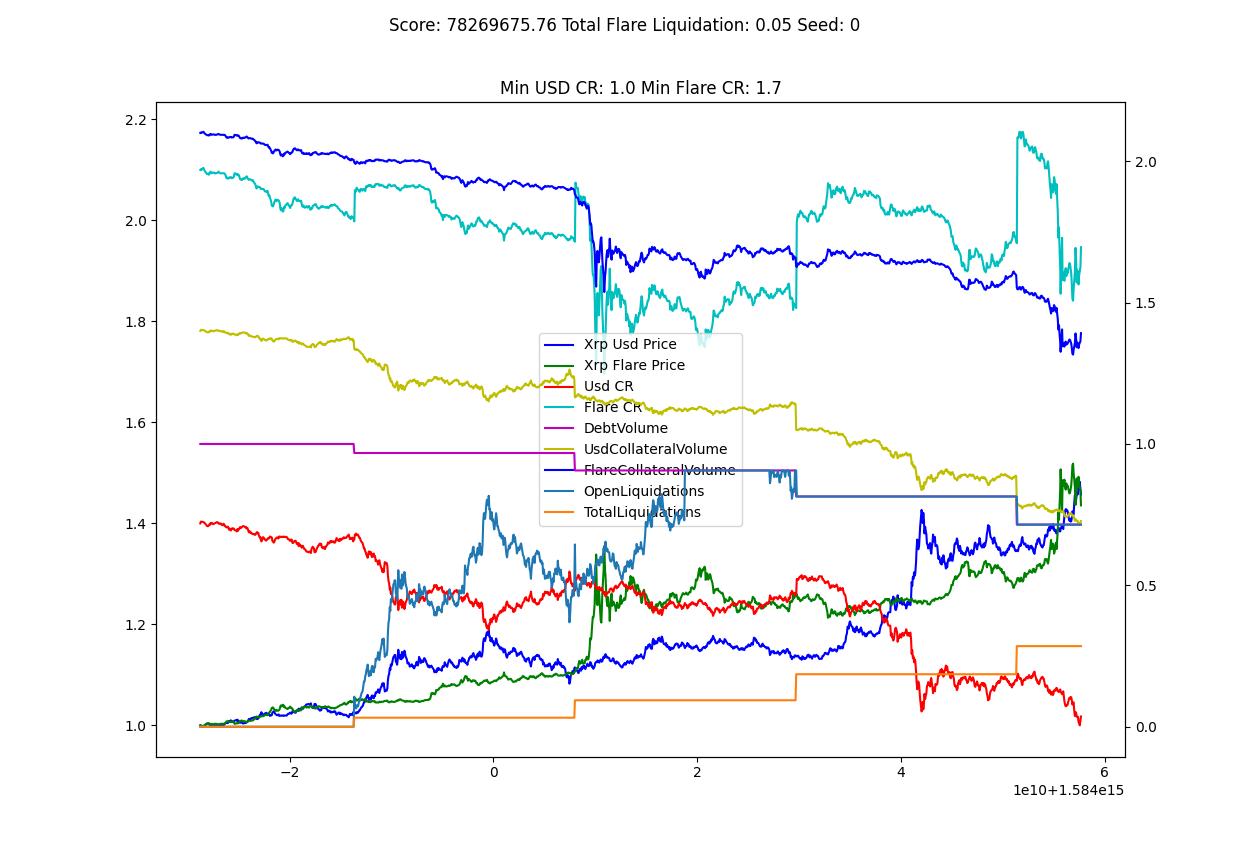 Score: 78269675.76 Total Flare Liquidation: 0.05 Seed: 0
Min USD CR: 1.0 Min Flare CR: 1.7
2.2
2.0
1.8
1.6
1.4
1.2
1.0
2.0
1.5
1.0
0.5
0.0
Xrp Usd Price
Xrp Flare Price
Usd CR
Flare CR
DebtVolume
UsdCollateralVolume
FlareCollateralVolume
OpenLiquidations
TotalLiquidations
−2
0
2
4
6
1e10+1.584e15